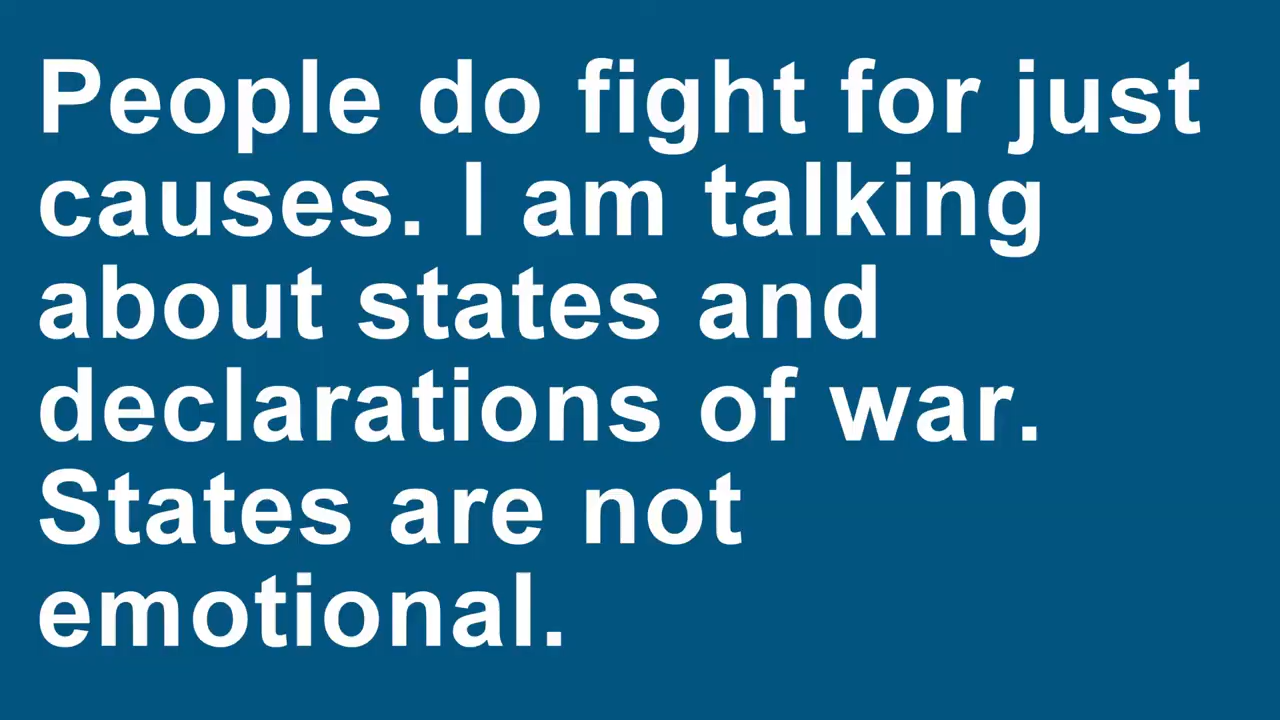 People do fight for just
causes. I am talking
about states and
declarations of war.
States are not
emotional.